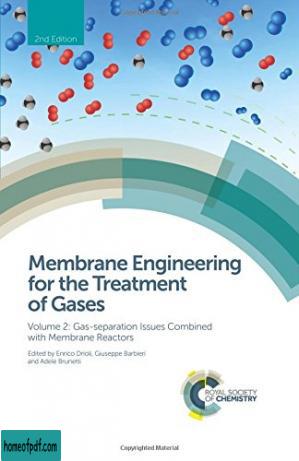 2nd Edition
Membrane Engineering
for the Treatment
of Gases
Volume 2: Gas-separation Issues Combined
with Membrane Reactors
Edited by Enrico Drioli, Giuseppe Barbieri
and Adele Brunetti
ROYAL SOCIETY
OF CHEMISTRY
homeofpdf.com
Copyrighted Material